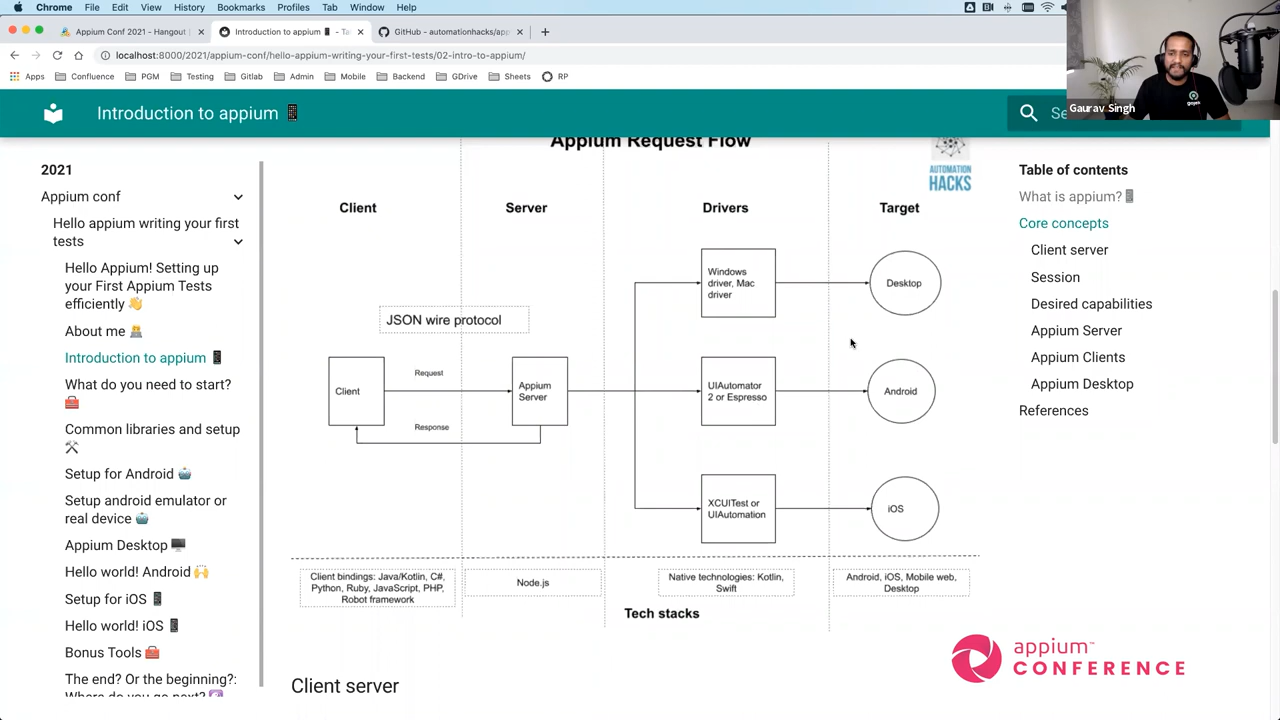 Chrome File Edit View History Bookmarks Profiles Tab Window Help
Appium Conf 2021 - Hangout
Introduction to appium 📱 - Ta
GitHub - automationhacks/app
localhost:8000/2021/appium-conf/hello-appium-writing-your-first-tests/02-intro-to-appium/
Apps Confluence PGM Testing Gitlab Admin Mobile Backend GDrive Sheets RP
Gaurav Singh
Introduction to appium 📱
Se
2021
Appium conf
Hello appium writing your first
tests
Hello Appium! Setting up
your First Appium Tests
efficiently 👋
About me
Introduction to appium 📱
What do you need to start?
🧰
Common libraries and setup
🛠
Setup for Android 🤖
Setup android emulator or
real device 🤖
Appium Desktop 🖥
Hello world! Android 🙌
Setup for iOS 📱
Hello world! iOS 📱
Bonus Tools 🧰
The end? Or the beginning?:
Where do you go next?
Appium Request Flow
AUTOMATION
HACKS
Client
Server
Drivers
Target
JSON wire protocol
Client
Request
Response
Appium
Server
Windows
driver, Mac
driver
Desktop
UIAutomator
2 or Espresso
Android
XCUITest or
UIAutomation
iOS
Client bindings: Java/Kotlin, C#,
Python, Ruby, JavaScript, PHP,
Robot framework
Node.js
Native technologies: Kotlin,
Swift
Android, iOS, Mobile web,
Desktop
Tech stacks
Client server
Table of contents
What is appium? 📱
Core concepts
Client server
Session
Desired capabilities
Appium Server
Appium Clients
Appium Desktop
References
appium™
CONFERENCE